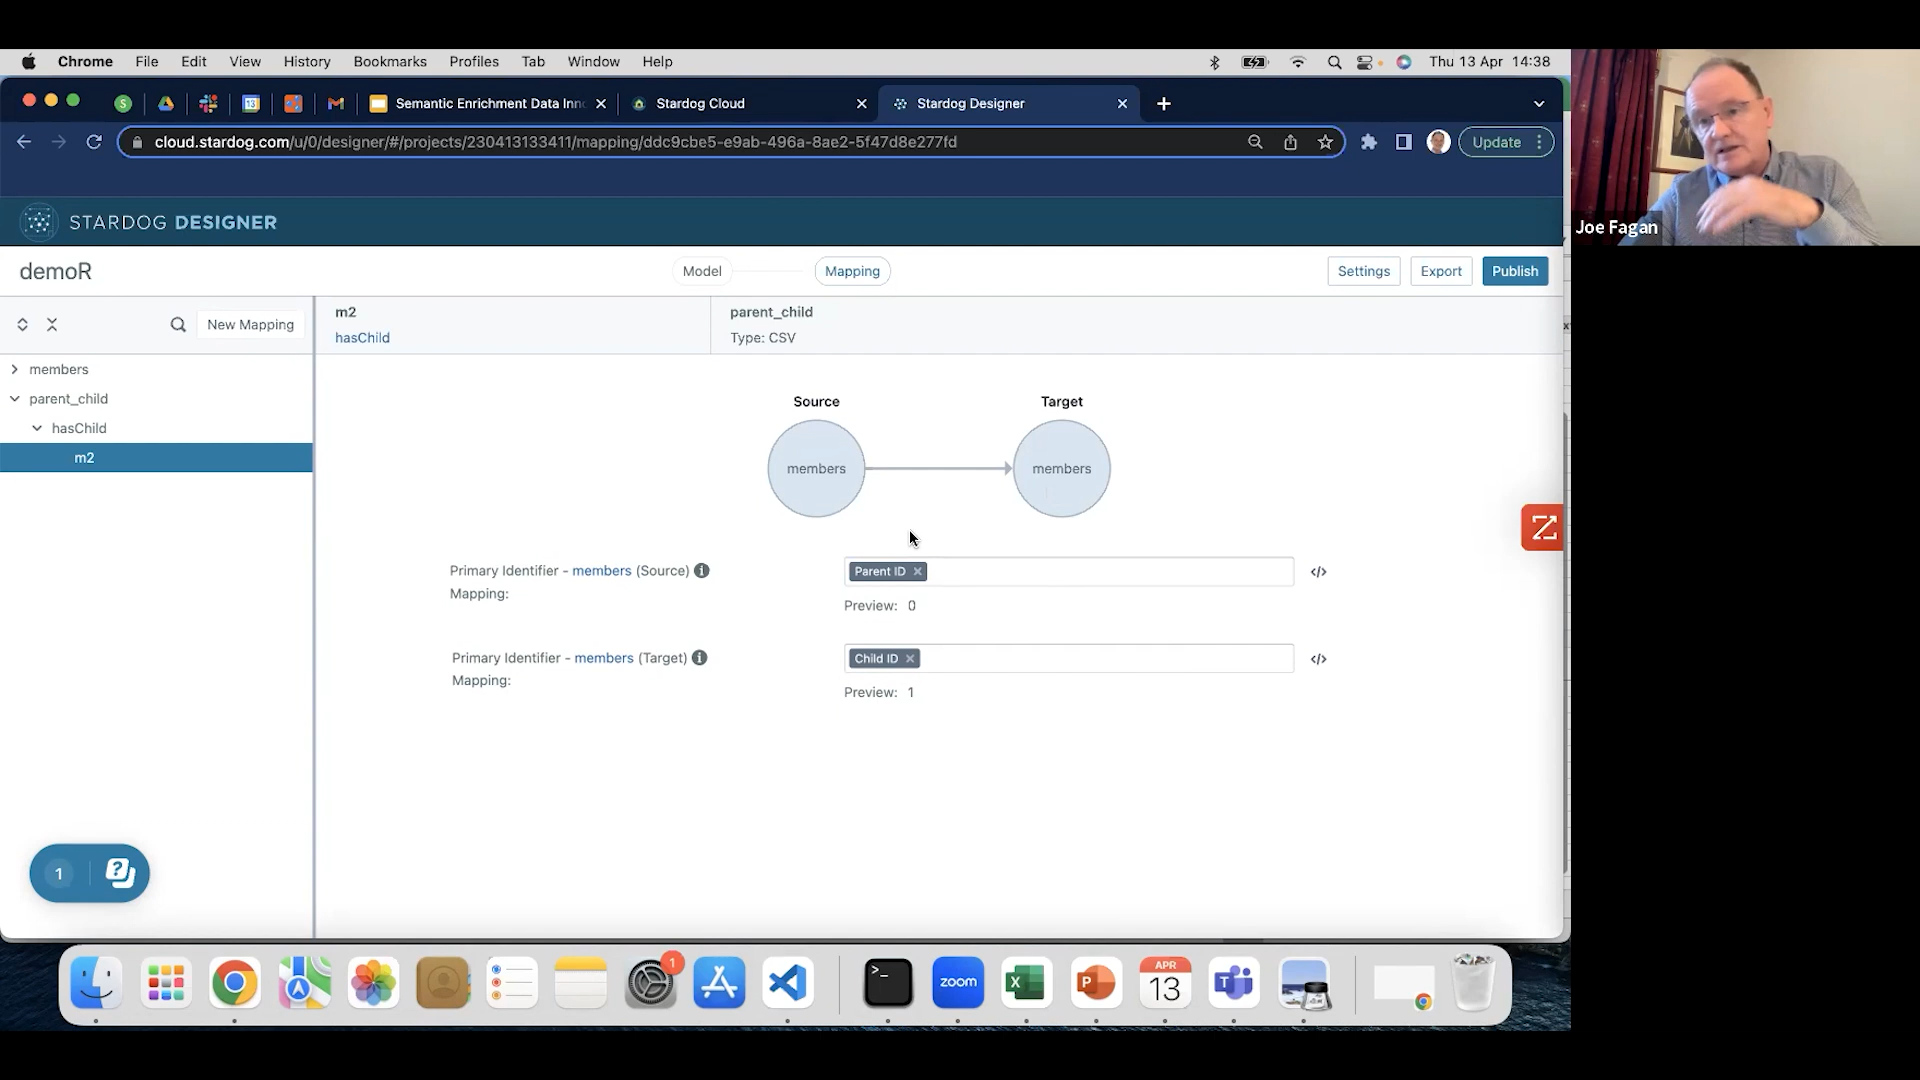 Chrome File Edit View History Bookmarks Profiles Tab Window Help Thu 13 Apr 14:38
S 13 Semantic Enrichment Data Inn Stardog Cloud Stardog Designer
cloud.stardog.com/u/0/designer/#/projects/230413133411/mapping/ddc9cbe5-e9ab-496a-8ae2-5f47d8e277fd Update
Joe Fagan
STARDOG DESIGNER
demoR Model Mapping Settings Export Publish
New Mapping
m2 parent_child
hasChild Type: CSV
members
parent_child
hasChild
m2
Source Target
members members
Primary Identifier - members (Source) Parent ID
Mapping:
Preview: 0
Primary Identifier - members (Target) Child ID
Mapping:
Preview: 1
1
1
zoom
APR
13